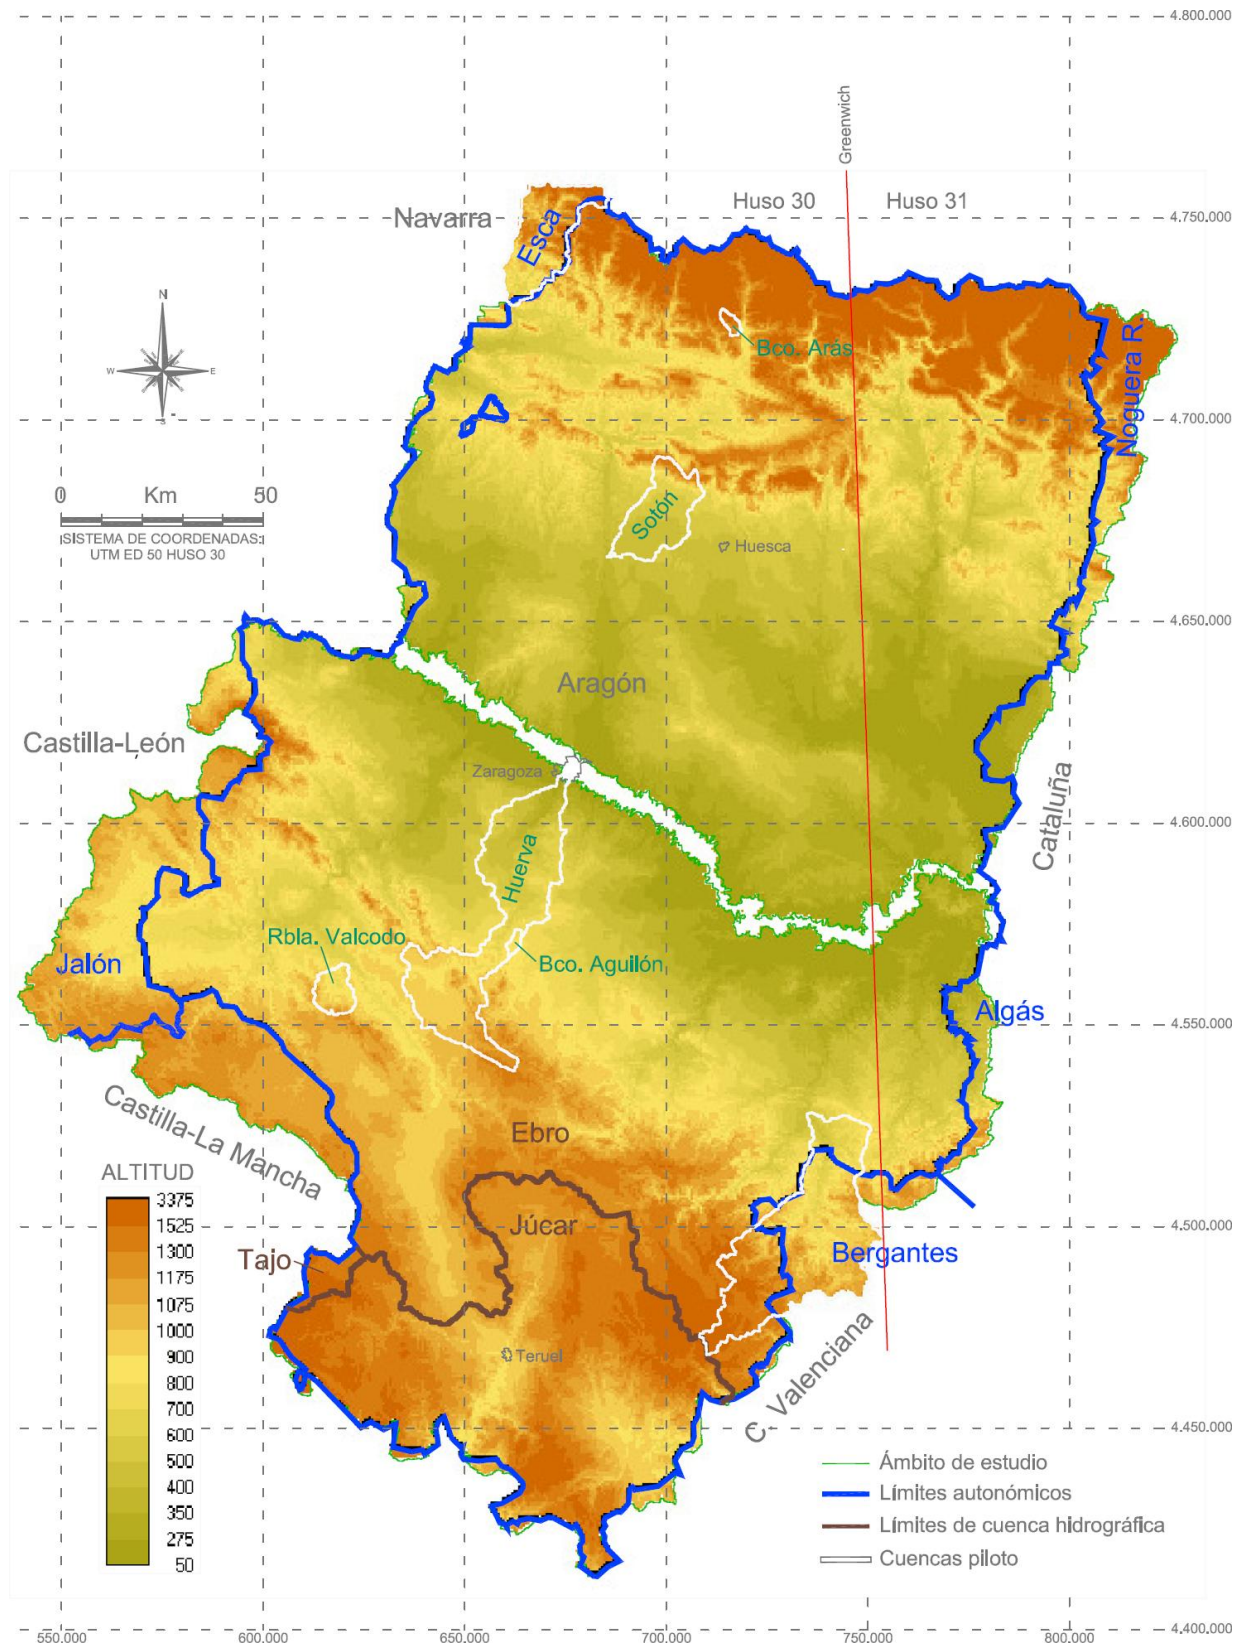 4.800.000
Greenwich
Huso 30
Huso 31
Navarra
4.750.000
Esca
N
W
E
S
Bco. Arás
Noguera R.
4.700.000
0 Km 50
SISTEMA DE COORDENADAS:
UTM ED 50 HUSO 30
Sotón
Huesca
4.650.000
Aragón
Castilla-León
Zaragoza
Cataluña
4.600.000
Huerva
Rbla. Valcodo
Bco. Aguilón
Jalón
Algás
4.550.000
Castilla-La Mancha
Ebro
ALTITUD
3375
1525
1300
1175
1075
1000
900
800
700
600
500
400
350
275
50
Júcar
4.500.000
Tajo
Bergantes
Teruel
C. Valenciana
4.450.000
Ámbito de estudio
Límites autonómicos
Límites de cuenca hidrográfica
Cuencas piloto
4.400.000
550.000
600.000
650.000
700.000
750.000
800.000